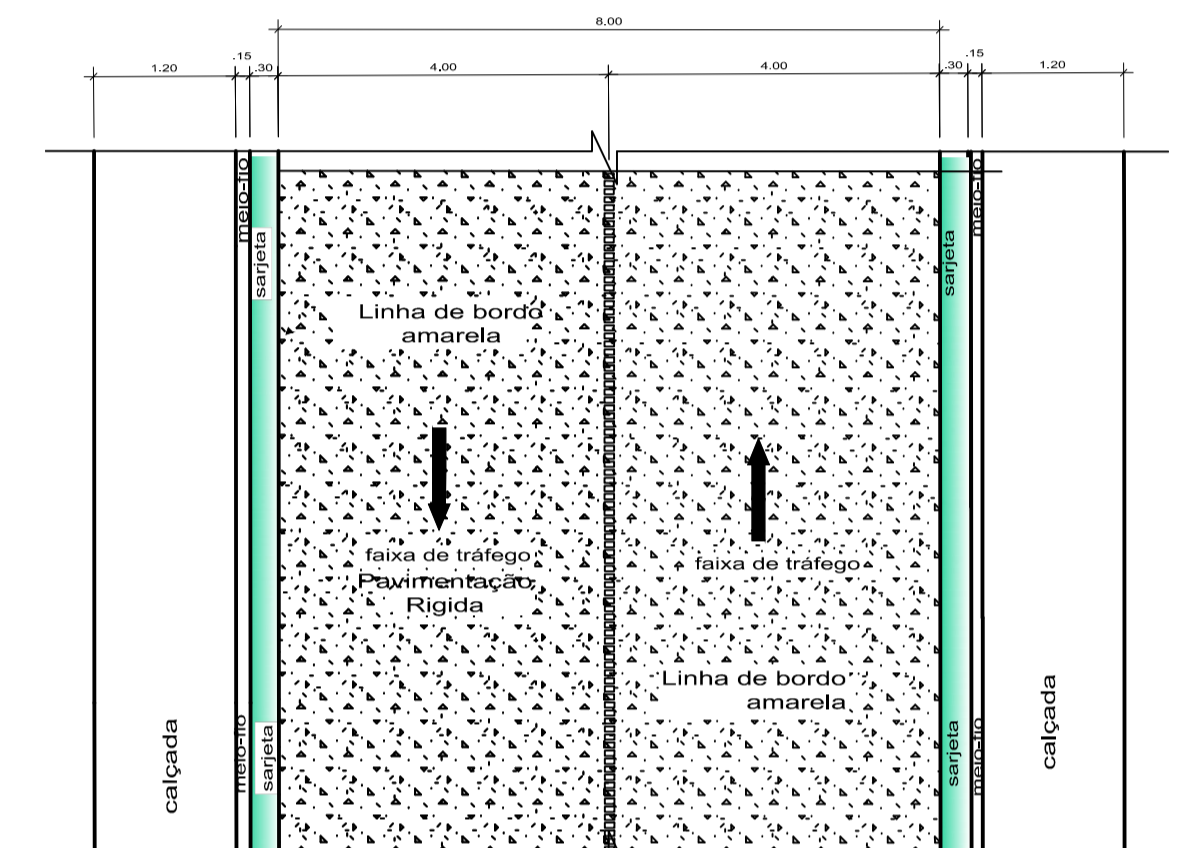 8.00
1.20
.15
.30
4.00
4.00
.30
.15
1.20
meio-fio
sarjeta
sarjeta
meio-fio
Linha de bordo
amarela
faixa de tráfego
Pavimentação
Rigida
faixa de tráfego
Linha de bordo
amarela
calçada
meio-fio
sarjeta
sarjeta
meio-fio
calçada